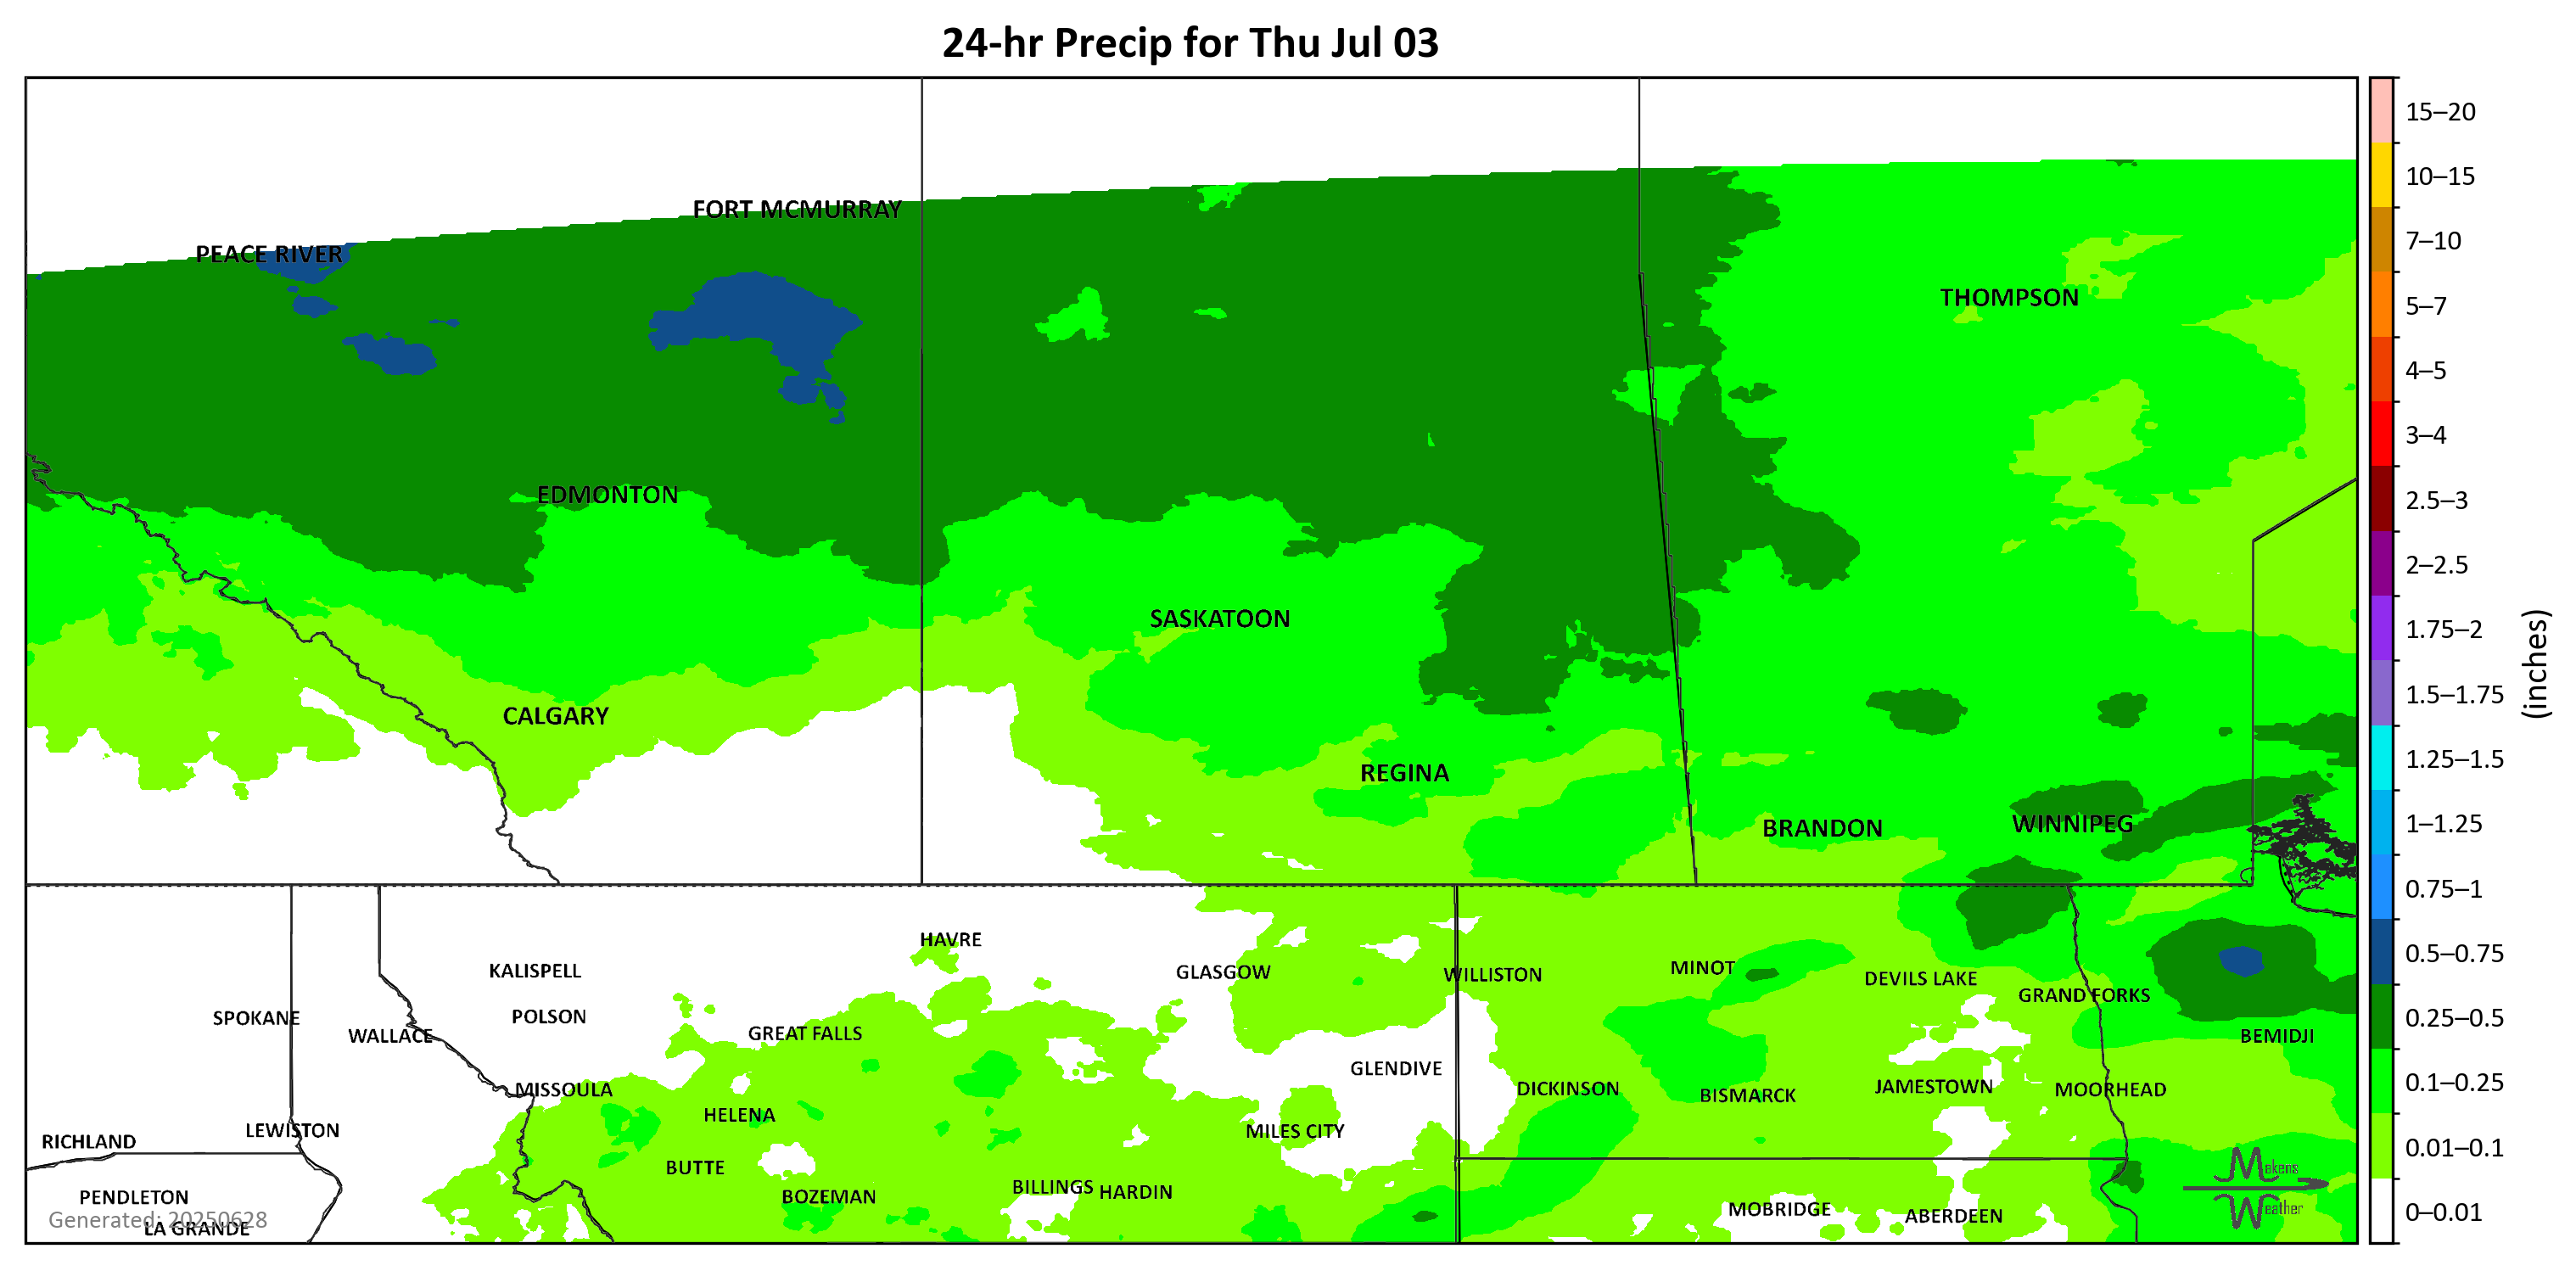 24-hr Precip for Thu Jul 03
15–20
10–15
7–10
5–7
4–5
3–4
2.5–3
2–2.5
1.75–2
1.5–1.75
1.25–1.5
1–1.25
0.75–1
0.5–0.75
0.25–0.5
0.1–0.25
0.01–0.1
0–0.01
(inches)
FORT MCMURRAY
PEACE RIVER
THOMPSON
EDMONTON
SASKATOON
CALGARY
REGINA
BRANDON
WINNIPEG
HAVRE
KALISPELL
GLASGOW
WILLISTON
MINOT
DEVILS LAKE
GRAND FORKS
SPOKANE
POLSON
WALLACE
GREAT FALLS
BEMIDJI
GLENDIVE
MISSOULA
DICKINSON
BISMARCK
JAMESTOWN
MOORHEAD
HELENA
RICHLAND
LEWISTON
MILES CITY
BUTTE
PENDLETON
BOZEMAN
BILLINGS
HARDIN
MOBRIDGE
ABERDEEN
Generated: 20250628
LA GRANDE
Makens
Weather